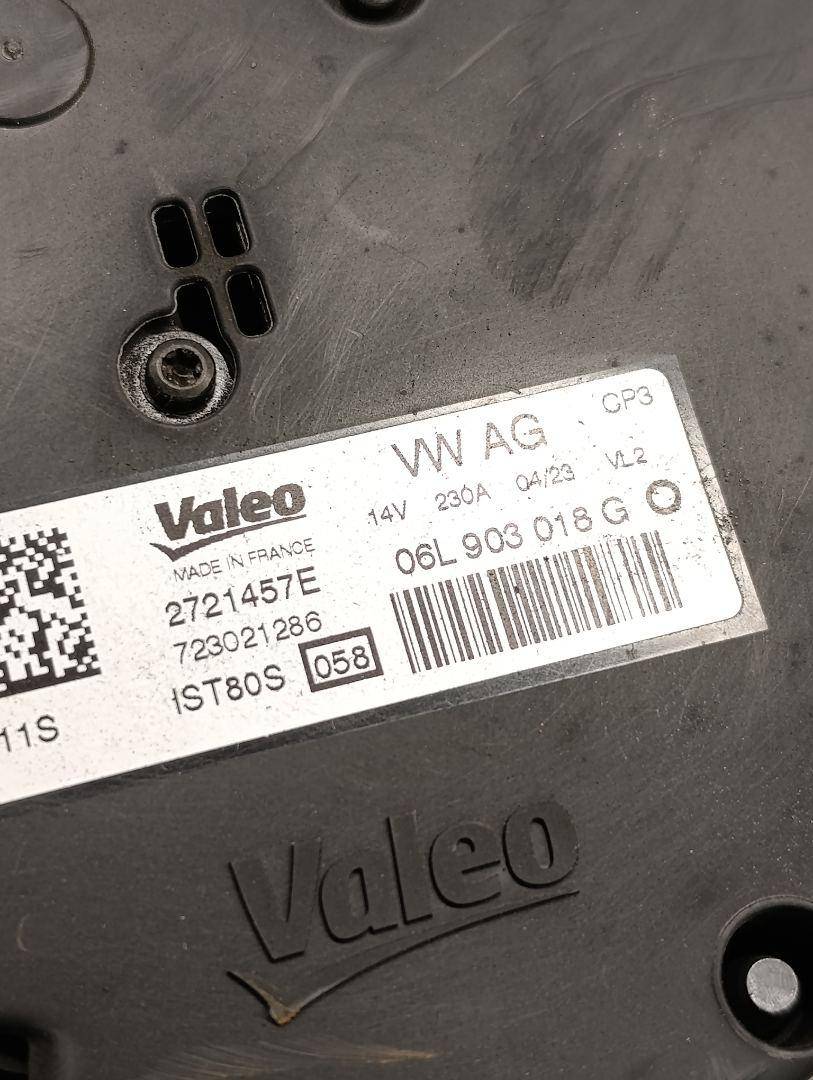 VW AG CP3
14V 230A 04/23 VL2
06L 903 018 G
Valeo
MADE IN FRANCE
2721457E
723021286
IST80S 058
11S
Valeo